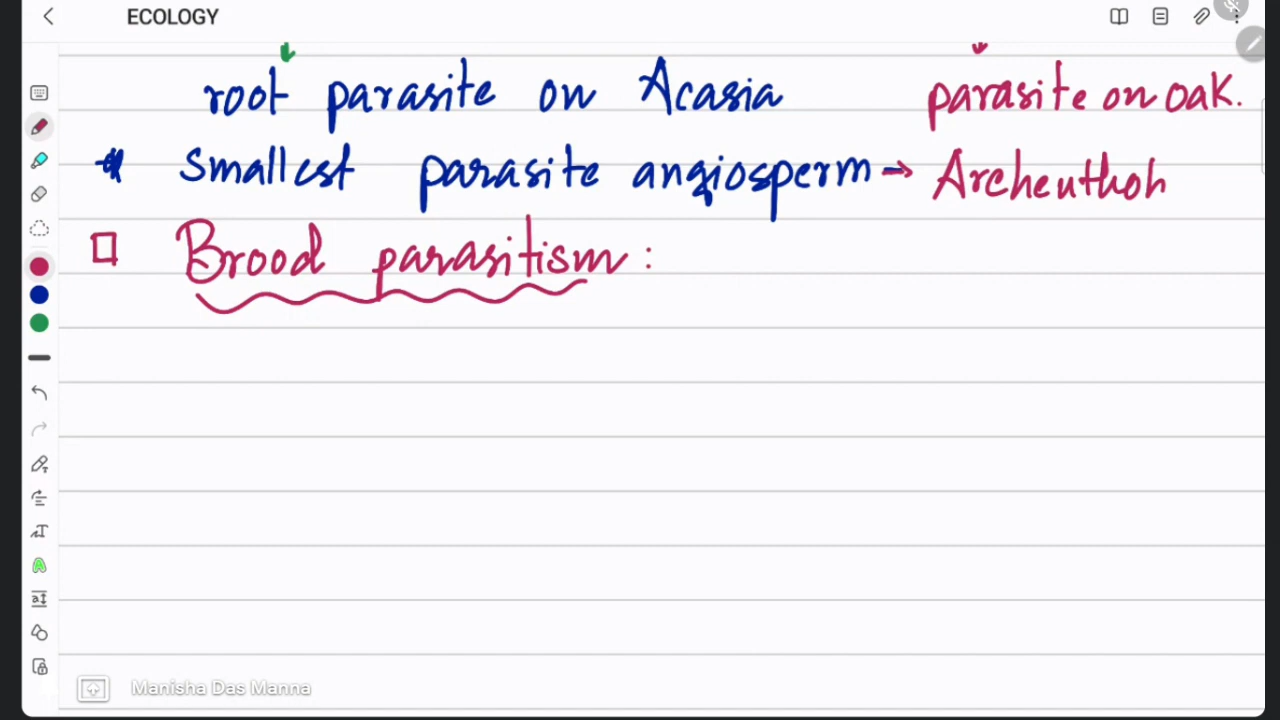 ECOLOGY
root parasite on Acasia
parasite on oak.
* Smallest parasite angiosperm → Archeuthoh
Brood parasitism :
Manisha Das Manna